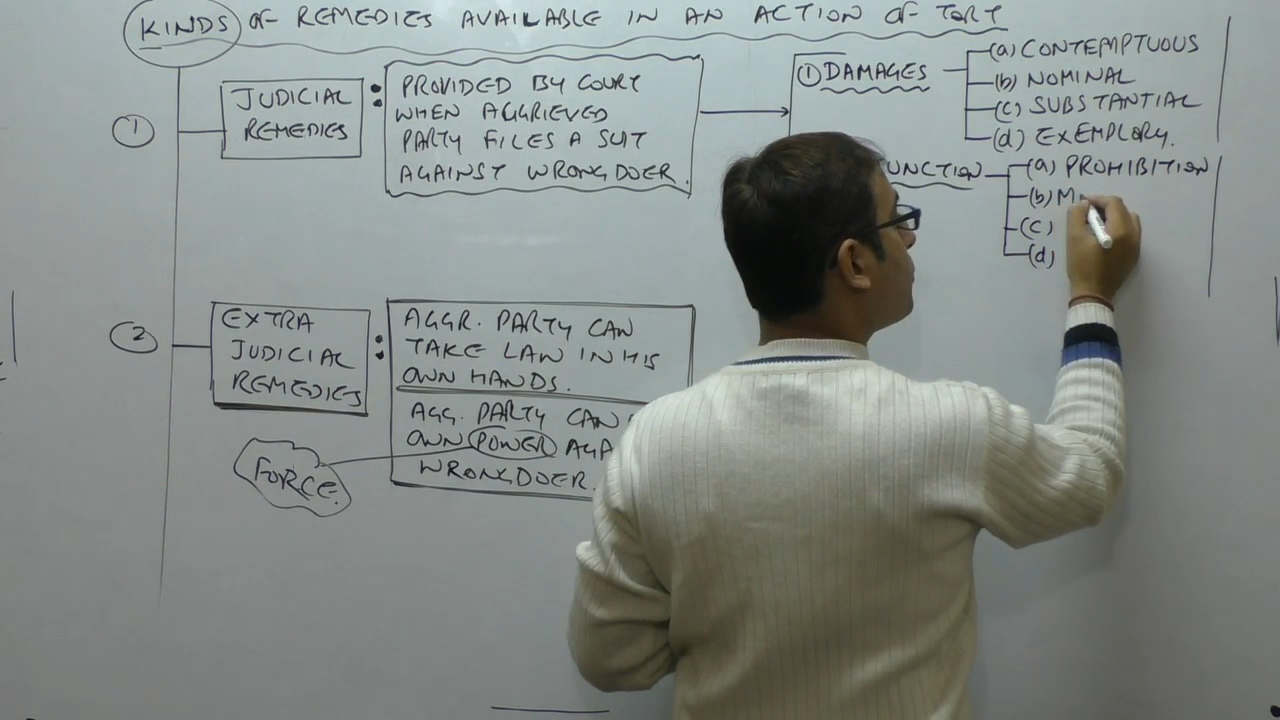 KINDS OF REMEDIES AVAILABLE IN AN ACTION OF TORT
①
JUDICIAL
REMEDIES
:
PROVIDED BY COURT
WHEN AGGRIEVED
PARTY FILES A SUIT
AGAINST WRONGDOER.
① DAMAGES
(a) CONTEMPTUOUS
(b) NOMINAL
(c) SUBSTANTIAL
(d) EXEMPLORY.
UNCTION
(a) PROHIBITION
(b) M
(c)
(d)
②
EXTRA
JUDICIAL
REMEDIES
:
AGGR. PARTY CAN
TAKE LAW IN HIS
OWN HANDS.
AGG. PARTY CAN
OWN POWER AGA
WRONGDOER.
FORCE.